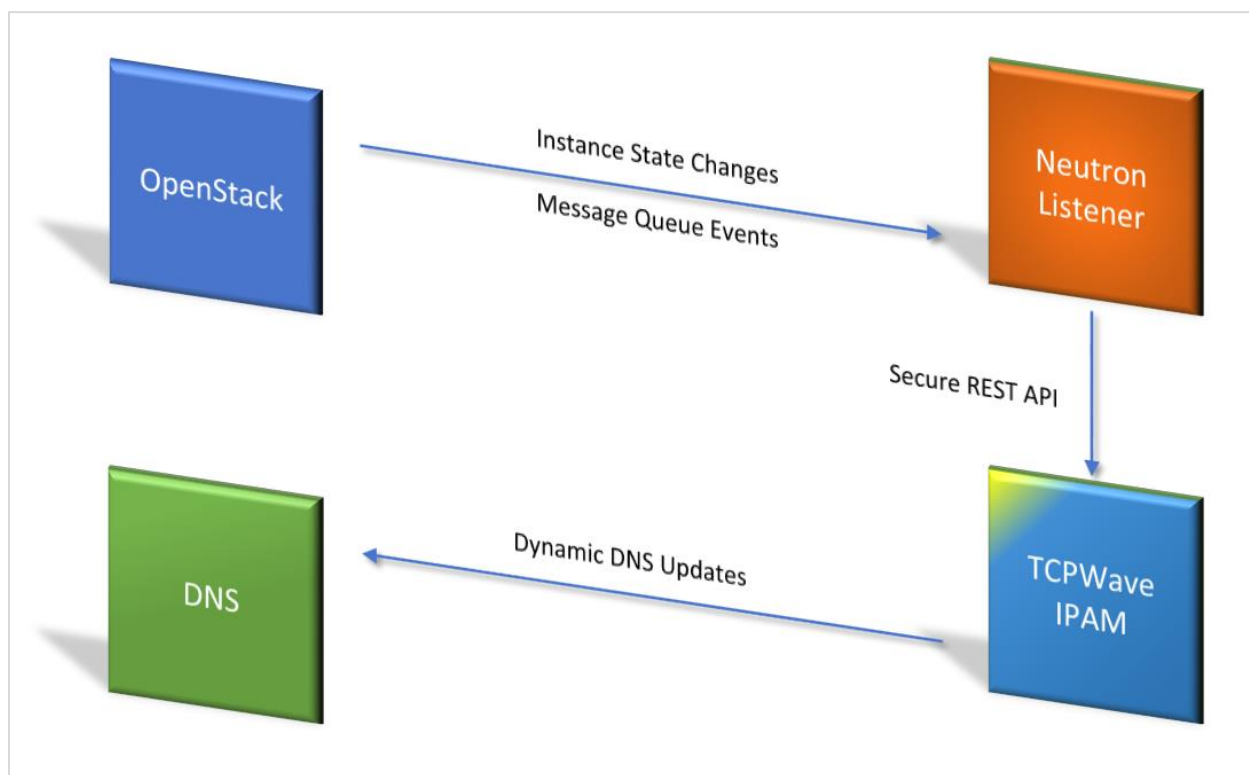 OpenStack
Instance State Changes
Message Queue Events
Neutron
Listener
Secure REST API
DNS
Dynamic DNS Updates
TCPWave
IPAM